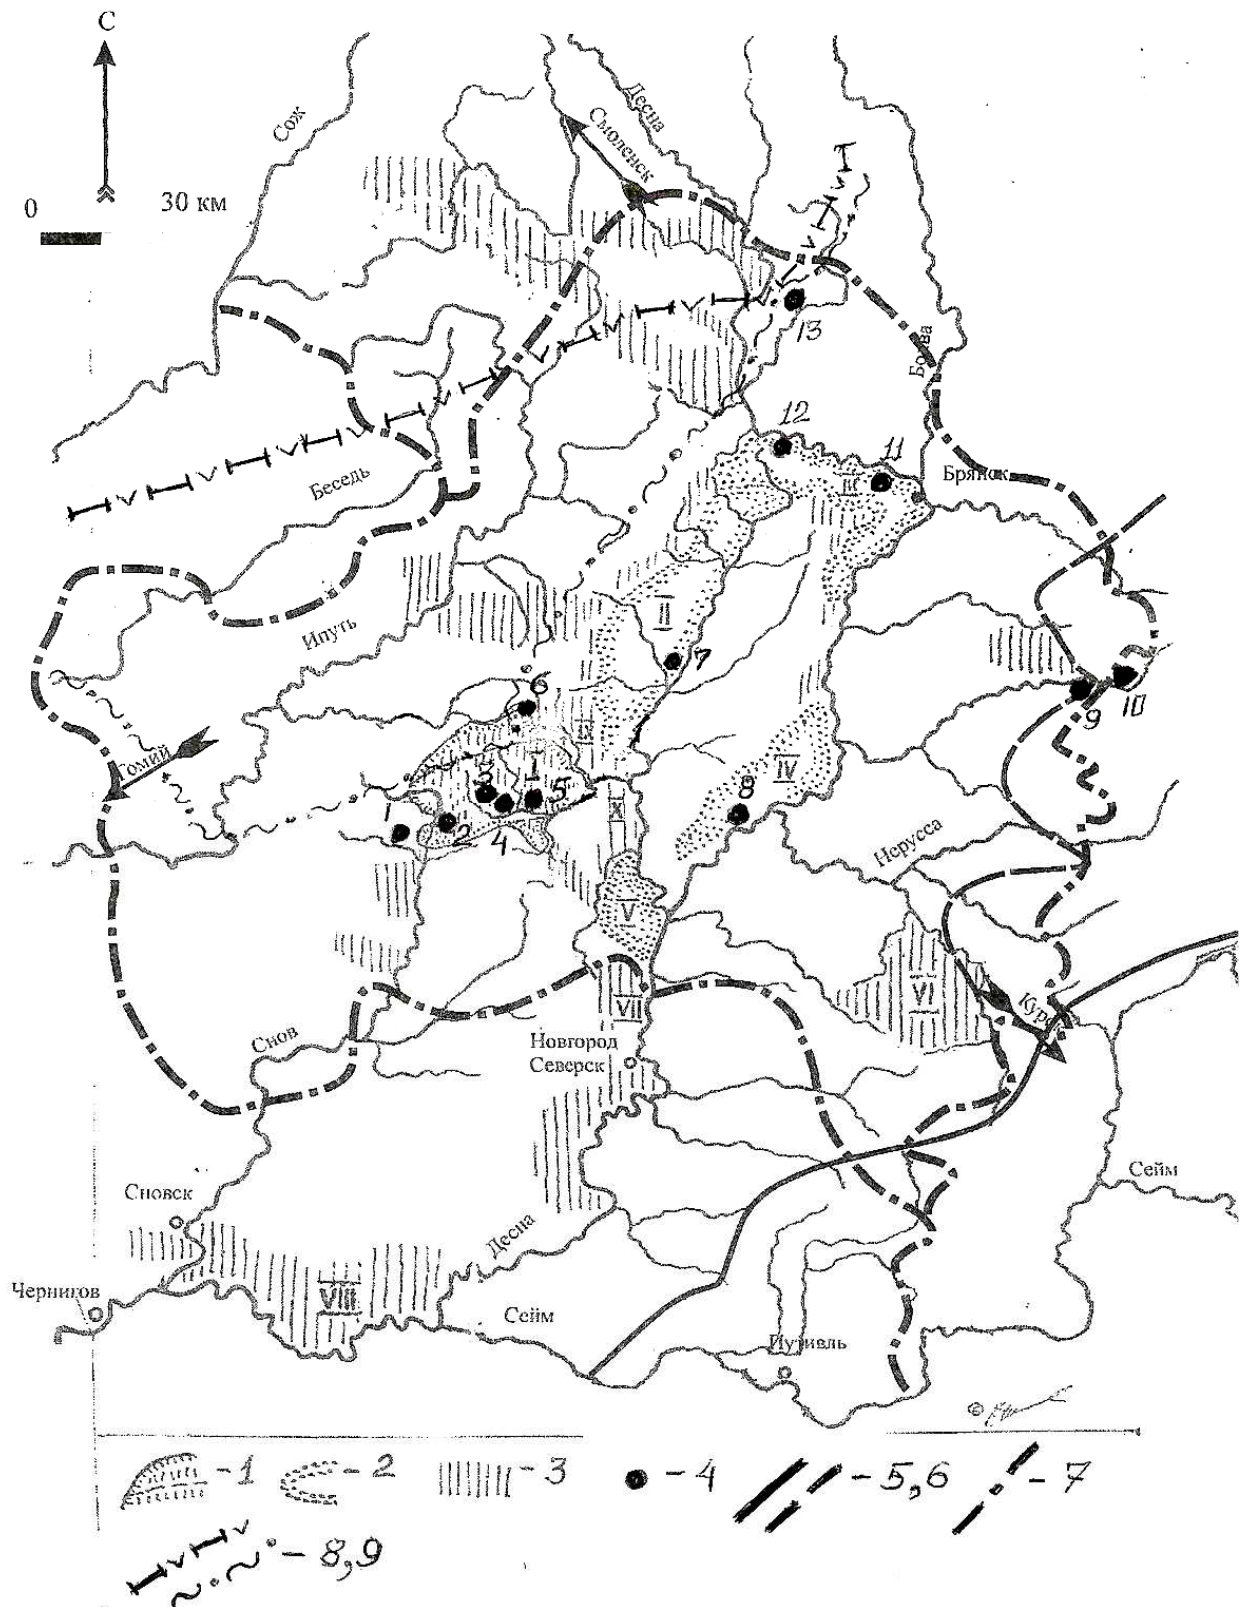 С
0 30 км
Сож
Десна
Смоленск
13
12
11
III
Брянск
Беседь
Ипуть
II
7
6
9
10
IX
Гомий
I
3
5
IV
8
1
2
4
X
Нерусса
V
VI
VII
Курск
Снов
Новгород
Северск
Сновск
Сейм
Десна
Чернигов
VIII
Сейм
Путивль
©
- 1
- 2
- 3
- 4
- 5,6
- 7
- 8,9